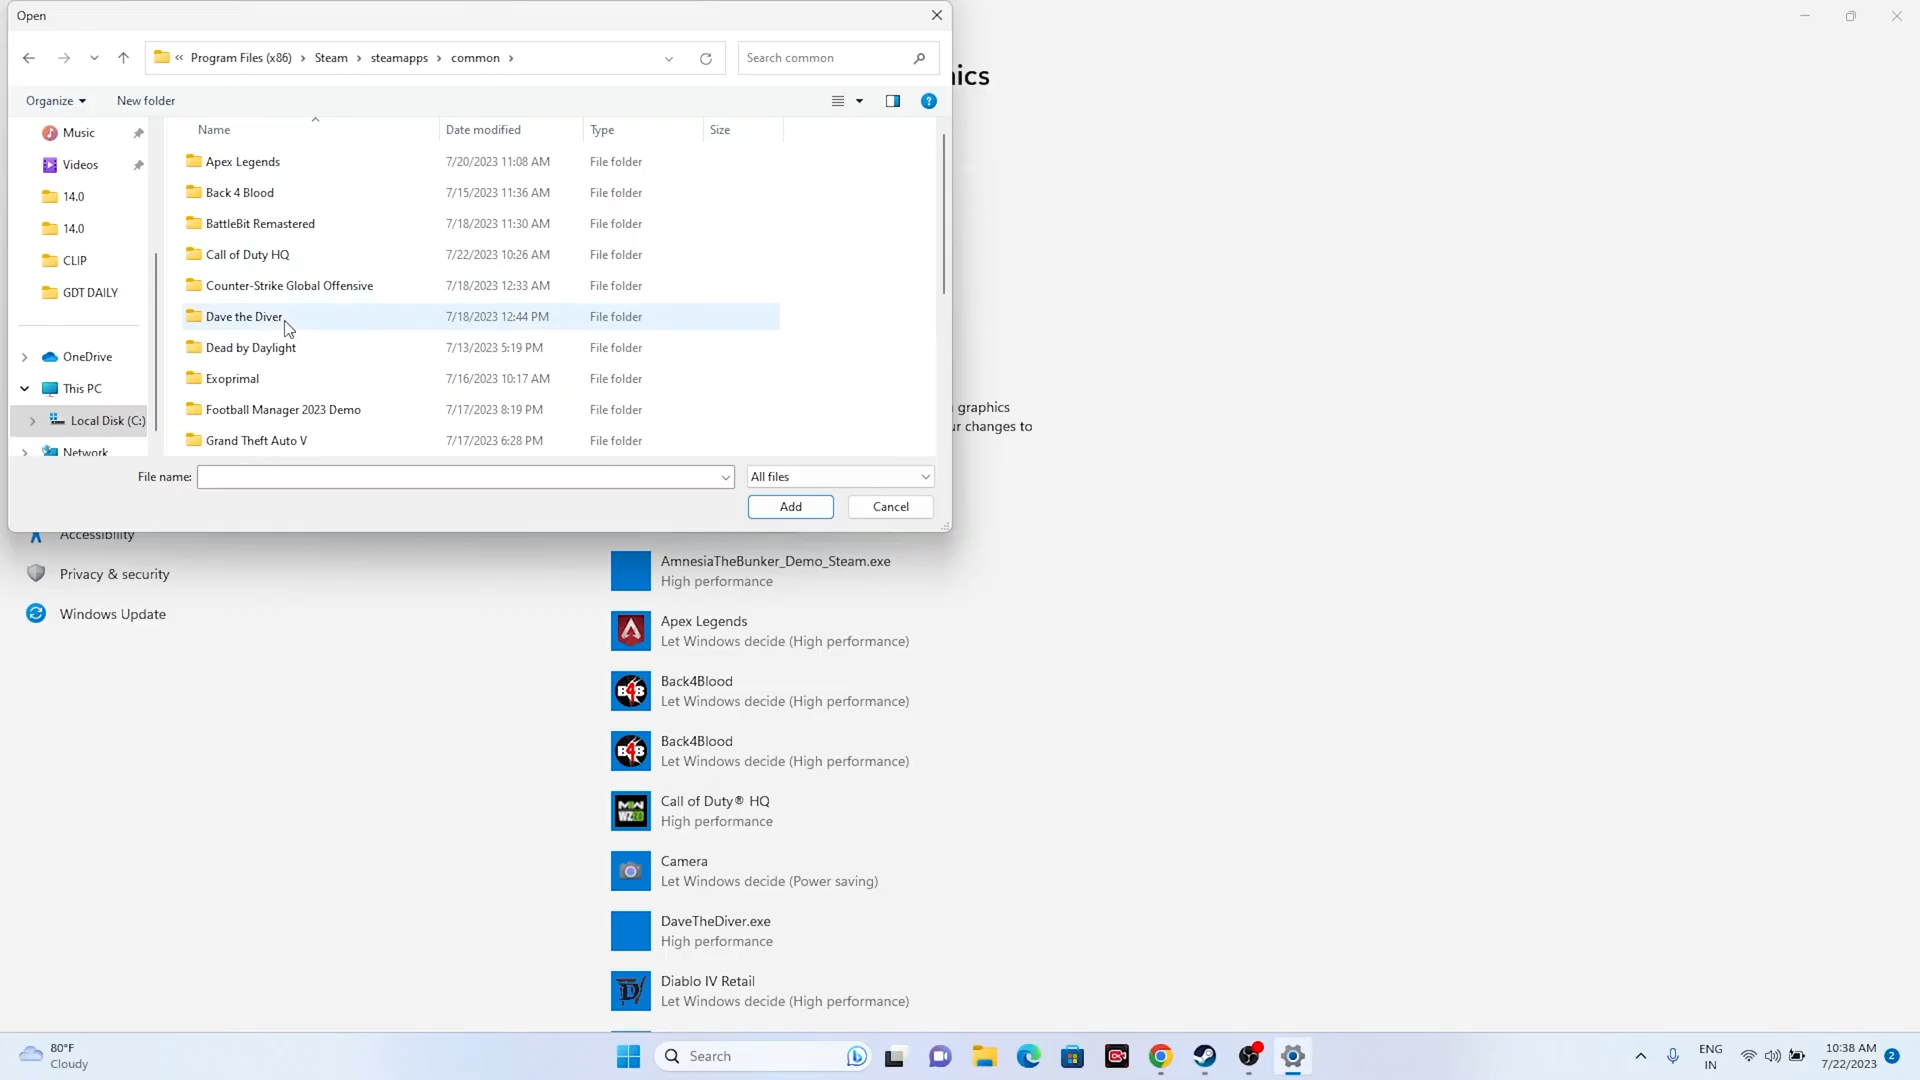 Open
« Program Files (x86) > Steam > steamapps > common >
Search common
ics
Organize
New folder
Music
Videos
14.0
14.0
CLIP
GDT DAILY
OneDrive
This PC
Local Disk (C:)
Network
Name Date modified Type Size
Apex Legends 7/20/2023 11:08 AM File folder
Back 4 Blood 7/15/2023 11:36 AM File folder
BattleBit Remastered 7/18/2023 11:30 AM File folder
Call of Duty HQ 7/22/2023 10:26 AM File folder
Counter-Strike Global Offensive 7/18/2023 12:33 AM File folder
Dave the Diver 7/18/2023 12:44 PM File folder
Dead by Daylight 7/13/2023 5:19 PM File folder
Exoprimal 7/16/2023 10:17 AM File folder
Football Manager 2023 Demo 7/17/2023 8:19 PM File folder
Grand Theft Auto V 7/17/2023 6:28 PM File folder
graphics
ur changes to
File name:
All files
Add
Cancel
Accessibility
Privacy & security
Windows Update
AmnesiaTheBunker_Demo_Steam.exe
High performance
Apex Legends
Let Windows decide (High performance)
Back4Blood
Let Windows decide (High performance)
Back4Blood
Let Windows decide (High performance)
Call of Duty® HQ
High performance
Camera
Let Windows decide (Power saving)
DaveTheDiver.exe
High performance
Diablo IV Retail
Let Windows decide (High performance)
80°F
Cloudy
Search
ENG
IN
10:38 AM
7/22/2023
2